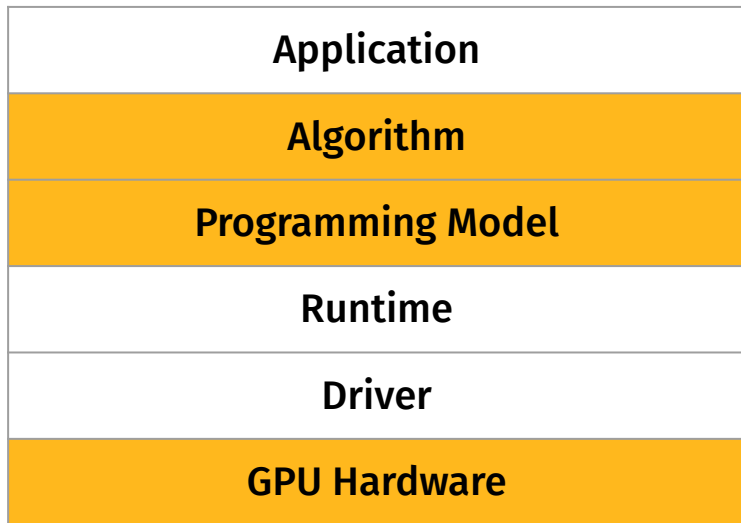 Application
Algorithm
Programming Model
Runtime
Driver
GPU Hardware